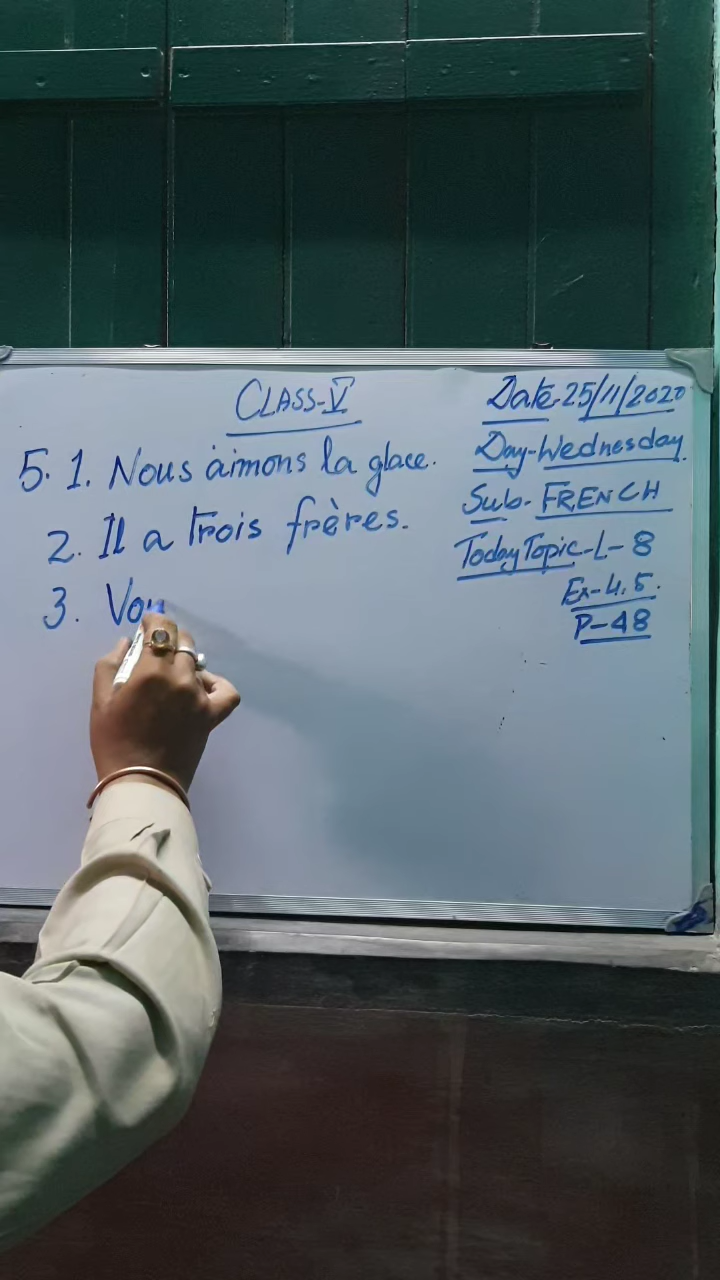 CLASS-V
Date-25/11/2020
Day-Wednesday
Sub-FRENCH
Today Topic-L-8
Ex-4,5.
P-48
5. 1. Nous aimons la glace.
2. Il a trois frères.
3. Vou